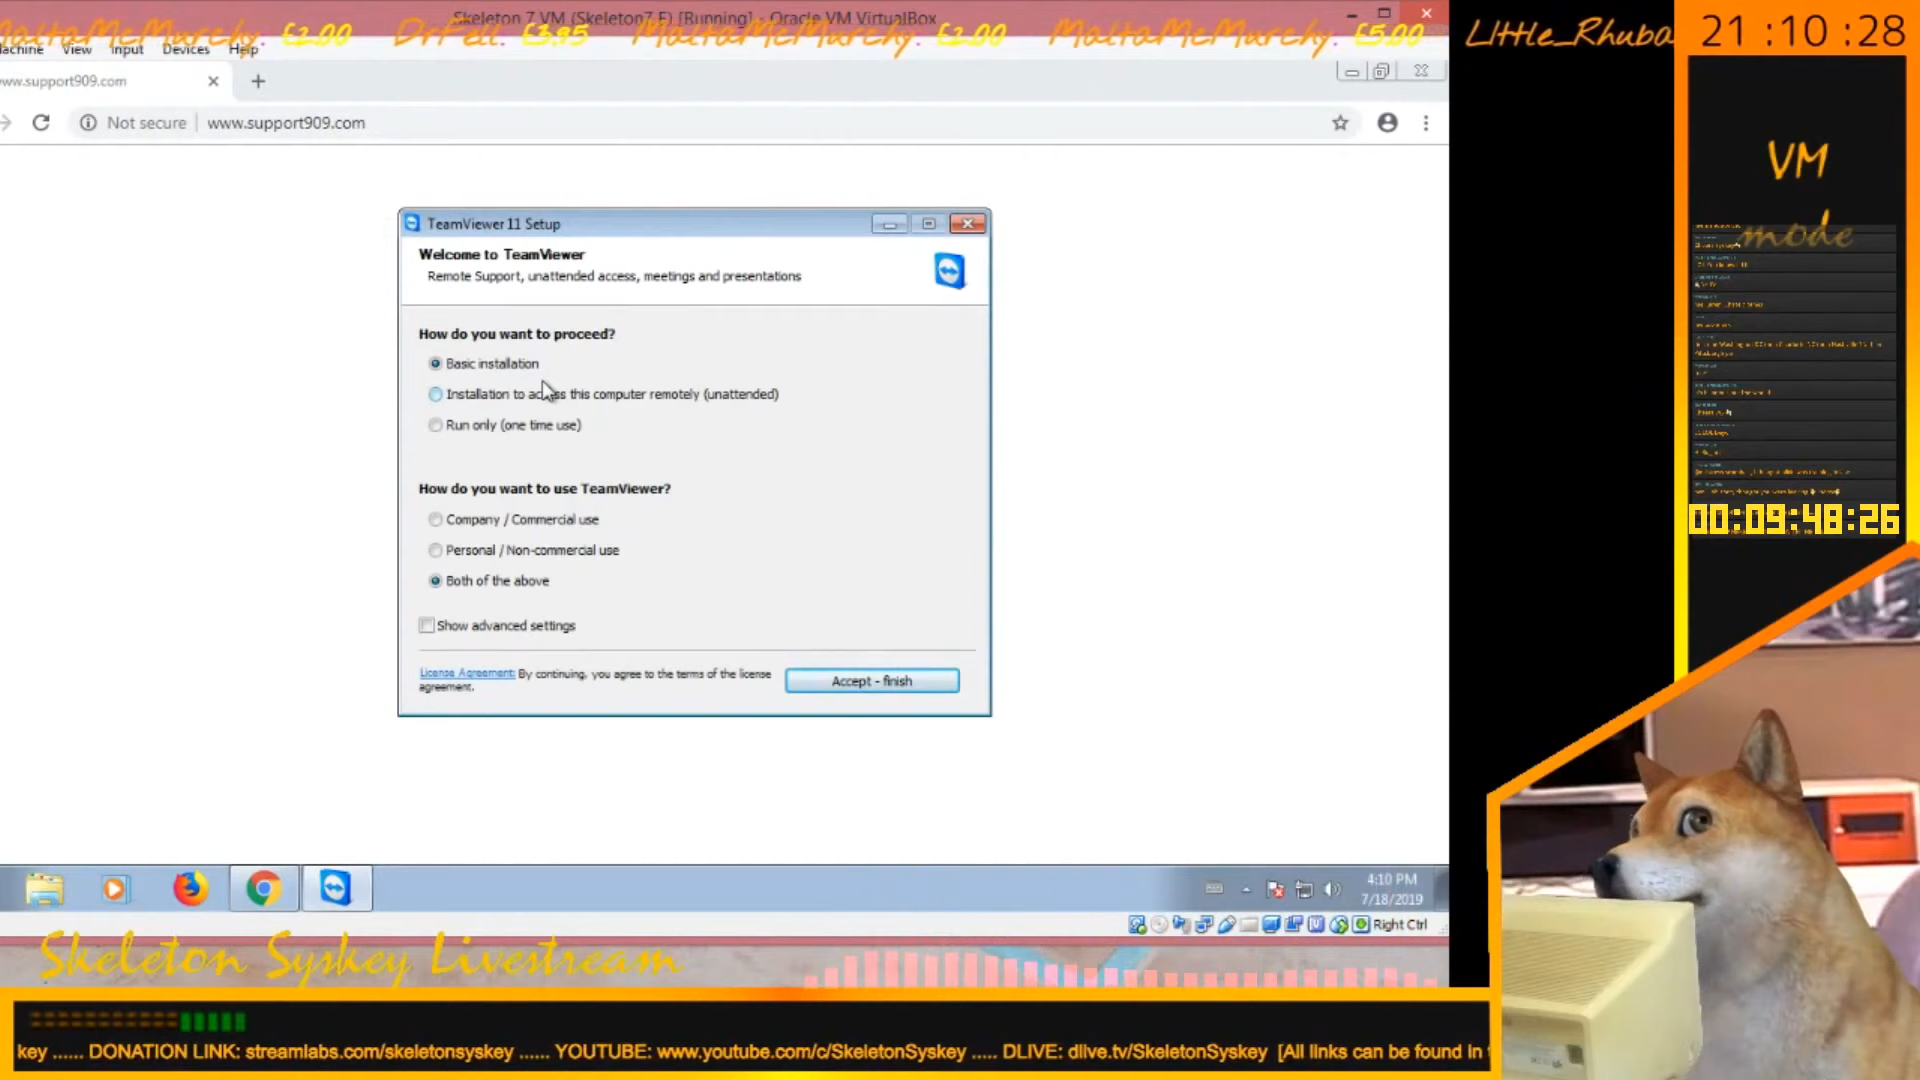 Skeleton 7 VM (Skeleton7 F) [Running] - Oracle VM VirtualBox
MaltaMcMurchy. £2.00 DrFell. £3.95 MaltaMcMurchy. £2.00 MaltaMcMurchy. £5.00 Little_Rhuba
21 :10 :28
achine View Input Devices Help
ww.support909.com
Not secure www.support909.com
VM
mode
TeamViewer 11 Setup
Welcome to TeamViewer
Remote Support, unattended access, meetings and presentations
How do you want to proceed?
Basic installation
Installation to access this computer remotely (unattended)
Run only (one time use)
How do you want to use TeamViewer?
Company / Commercial use
Personal / Non-commercial use
Both of the above
Show advanced settings
License Agreement: By continuing, you agree to the terms of the license
agreement.
Accept - finish
00:09:48:26
4:10 PM
7/18/2019
Right Ctrl
Skeleton Syskey Livestream
key ...... DONATION LINK: streamlabs.com/skeletonsyskey ...... YOUTUBE: www.youtube.com/c/SkeletonSyskey ..... DLIVE: dlive.tv/SkeletonSyskey [All links can be found in t